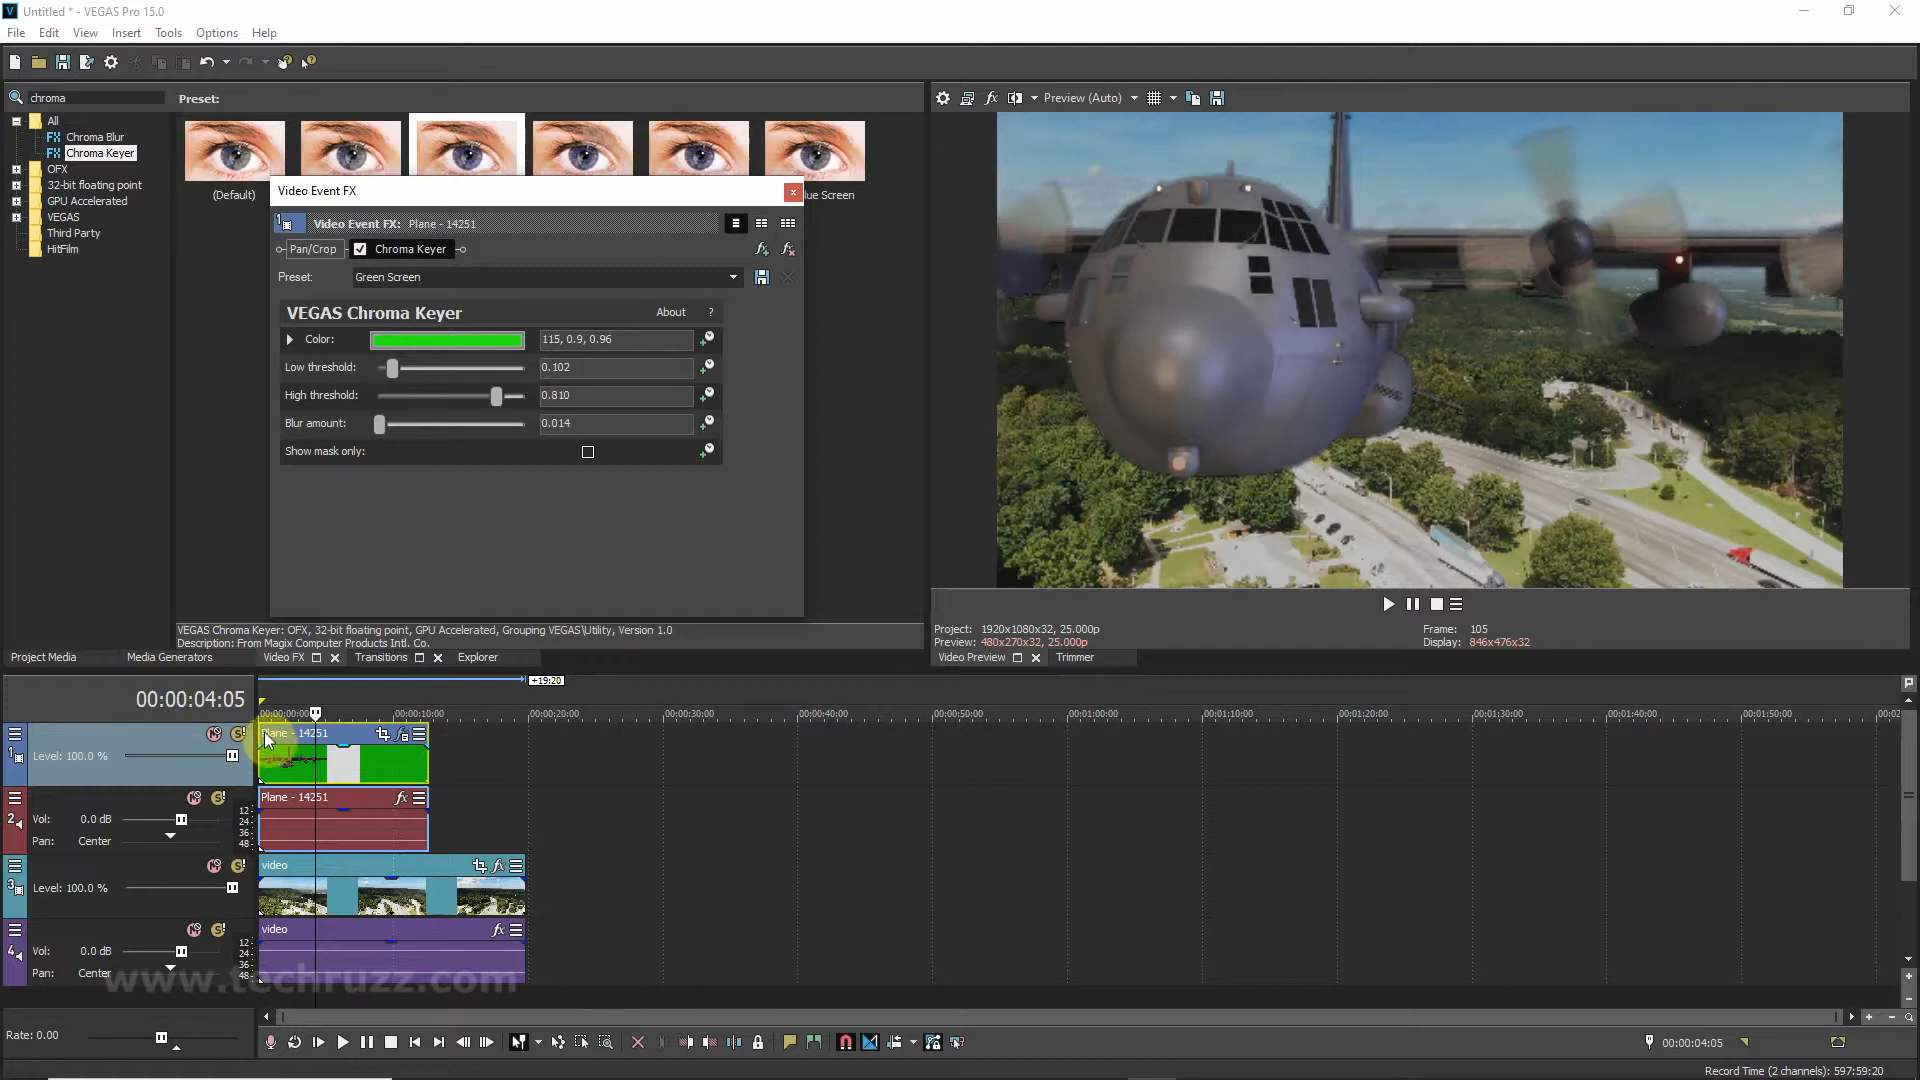 Untitled * - VEGAS Pro 15.0
File Edit View Insert Tools Options Help
chroma
Preset:
Preview (Auto)
All
FX Chroma Blur
FX Chroma Keyer
OFX
32-bit floating point
GPU Accelerated
VEGAS
Third Party
HitFilm
(Default)
lue Screen
Video Event FX
Video Event FX: Plane - 14251
Pan/Crop Chroma Keyer
Preset: Green Screen
VEGAS Chroma Keyer About ?
Color: 115, 0.9, 0.96
Low threshold: 0.102
High threshold: 0.810
Blur amount: 0.014
Show mask only:
VEGAS Chroma Keyer: OFX, 32-bit floating point, GPU Accelerated, Grouping VEGAS\Utility, Version 1.0
Description: From Magix Computer Products Intl. Co.
Project: 1920x1080x32, 25.000p Frame: 105
Preview: 480x270x32, 25.000p Display: 846x476x32
Project Media Media Generators Video FX Transitions Explorer
Video Preview Trimmer
+19:20
00:00:04:05
00:00:00:00 00:00:10:00 00:00:20:00 00:00:30:00 00:00:40:00 00:00:50:00 00:01:00:00 00:01:10:00 00:01:20:00 00:01:30:00 00:01:40:00 00:01:50:00 00:02
1 Level: 100.0 %
Plane - 14251
2 Vol: 0.0 dB
Pan: Center
12
24
36
48
Plane - 14251 fx
3 Level: 100.0 %
video fx
4 Vol: 0.0 dB
Pan: Center
12
24
36
48
video fx
www.techruzz.com
Rate: 0.00
00:00:04:05
Record Time (2 channels): 597:59:20